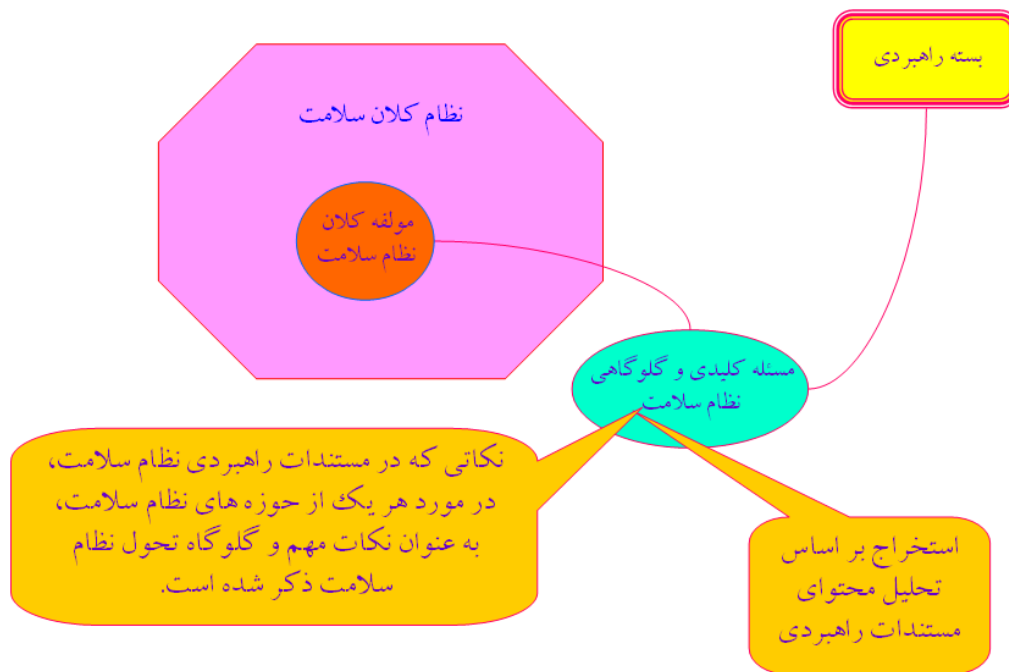 بسته راهبردی
نظام کلان سلامت
مولفه کلان
نظام سلامت
مسئله کلیدی و گلوگاهی
نظام سلامت
نکاتی که در مستندات راهبردی نظام سلامت،
در مورد هر یک از حوزه های نظام سلامت،
به عنوان نکات مهم و گلوگاه تحول نظام
سلامت ذکر شده است.
استخراج بر اساس
تحلیل محتوای
مستندات راهبردی